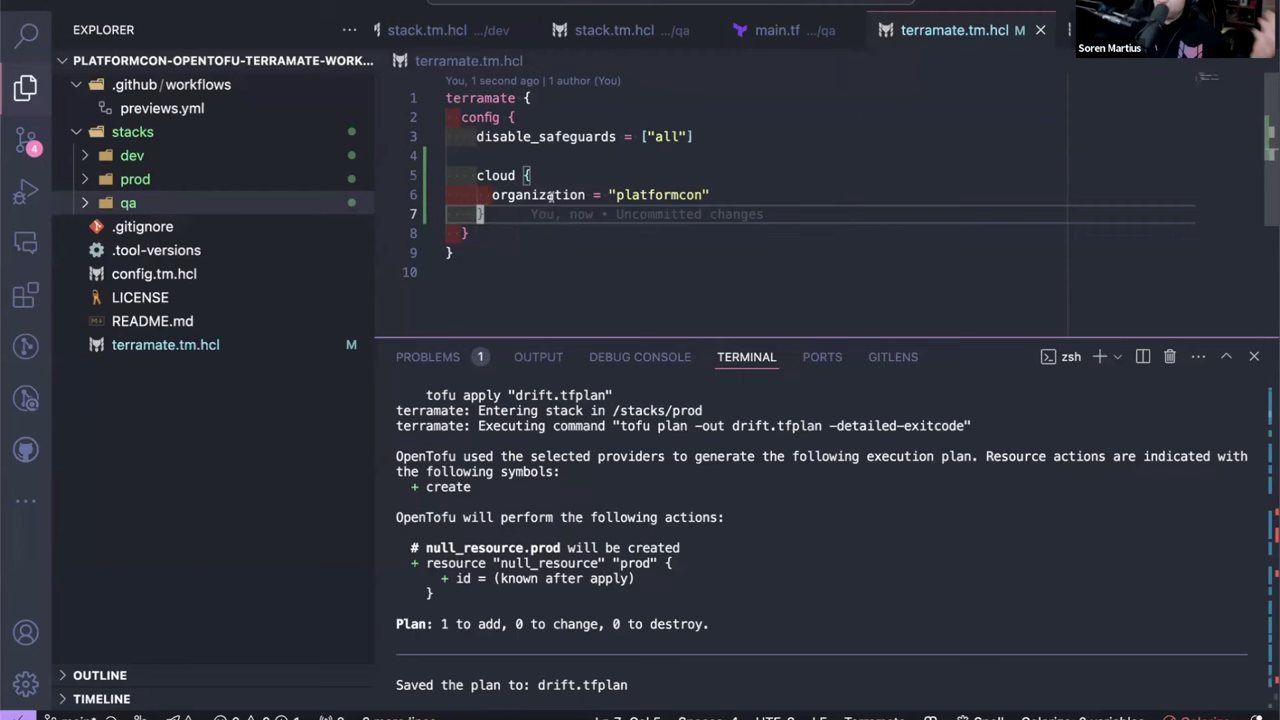 EXPLORER
PLATFORMCON-OPENTOFU-TERRAMATE-WORK...
.github/workflows
previews.yml
stacks
dev
prod
qa
.gitignore
.tool-versions
config.tm.hcl
LICENSE
README.md
terramate.tm.hcl M
OUTLINE
TIMELINE
4
stack.tm.hcl .../dev
stack.tm.hcl .../qa
main.tf .../qa
terramate.tm.hcl M
Soren Martius
terramate.tm.hcl
You, 1 second ago | 1 author (You)
1 terramate {
2 config {
3 disable_safeguards = ["all"]
4
5 cloud {
6 organization = "platformcon"
7 } You, now • Uncommitted changes
8 }
9 }
10
PROBLEMS 1 OUTPUT DEBUG CONSOLE TERMINAL PORTS GITLENS zsh
tofu apply "drift.tfplan"
terramate: Entering stack in /stacks/prod
terramate: Executing command "tofu plan -out drift.tfplan -detailed-exitcode"
OpenTofu used the selected providers to generate the following execution plan. Resource actions are indicated with
the following symbols:
+ create
OpenTofu will perform the following actions:
# null_resource.prod will be created
+ resource "null_resource" "prod" {
+ id = (known after apply)
}
Plan: 1 to add, 0 to change, 0 to destroy.
Saved the plan to: drift.tfplan